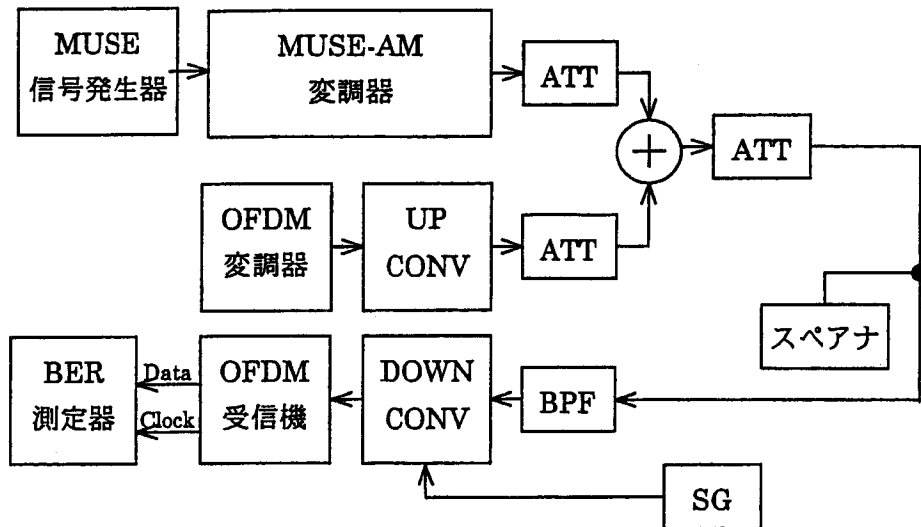 MUSE
信号発生器
MUSE-AM
変調器
ATT
ATT
OFDM
変調器
UP
CONV
ATT
スペアナ
BER
測定器
Data
Clock
OFDM
受信機
DOWN
CONV
BPF
SG